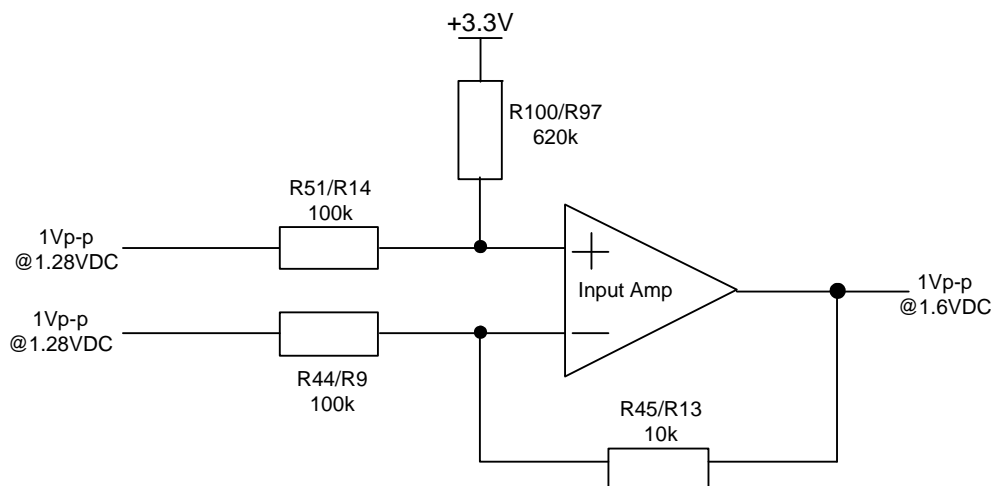 +3.3V
R100/R97
620k
R51/R14
100k
1Vp-p
@1.28VDC
+
Input Amp
1Vp-p
@1.6VDC
1Vp-p
@1.28VDC
−
R44/R9
100k
R45/R13
10k